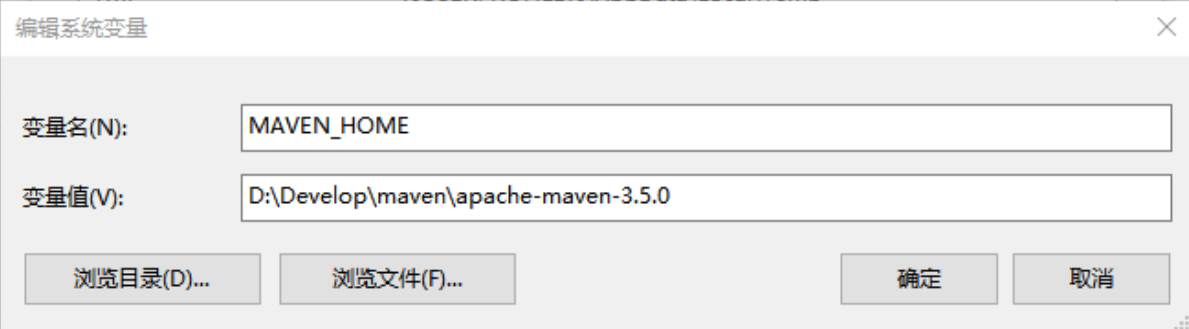 编辑系统变量
变量名(N):
MAVEN_HOME
变量值(V):
D:\Develop\maven\apache-maven-3.5.0
浏览目录(D)...
浏览文件(F)...
确定
取消